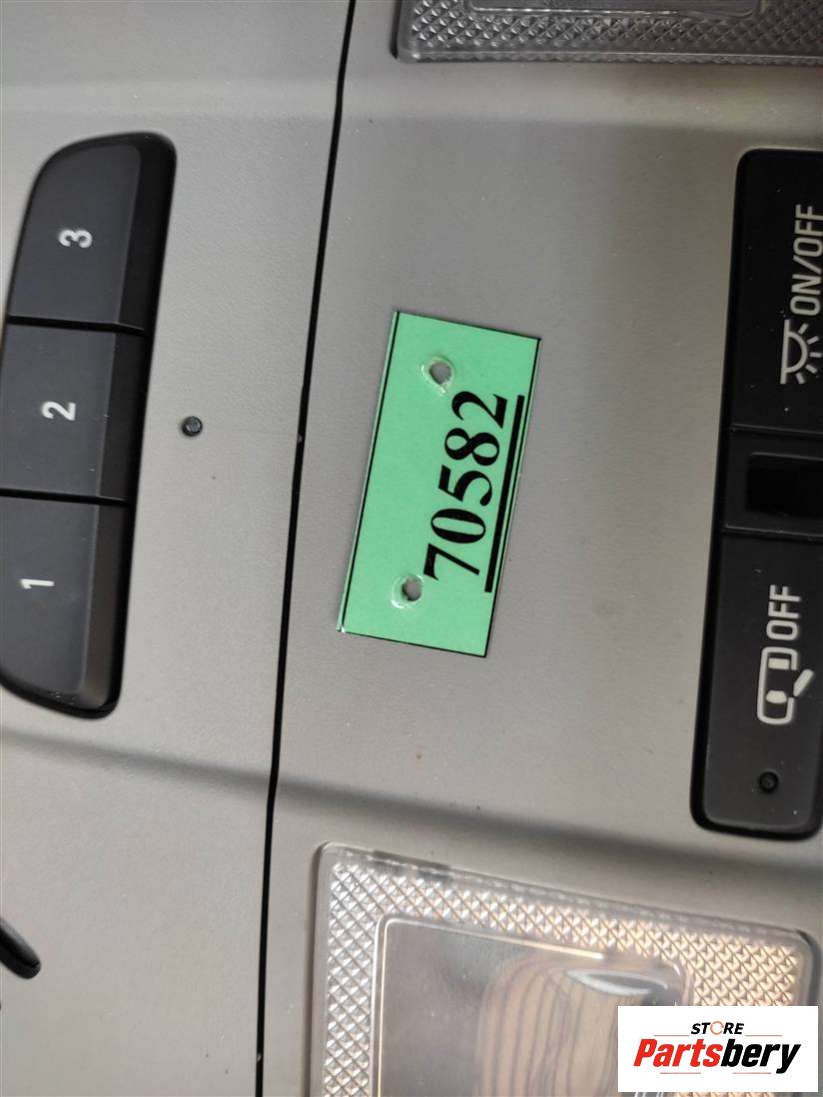 3
2
1
70582
ON/OFF
OFF
STORE
Partsbery